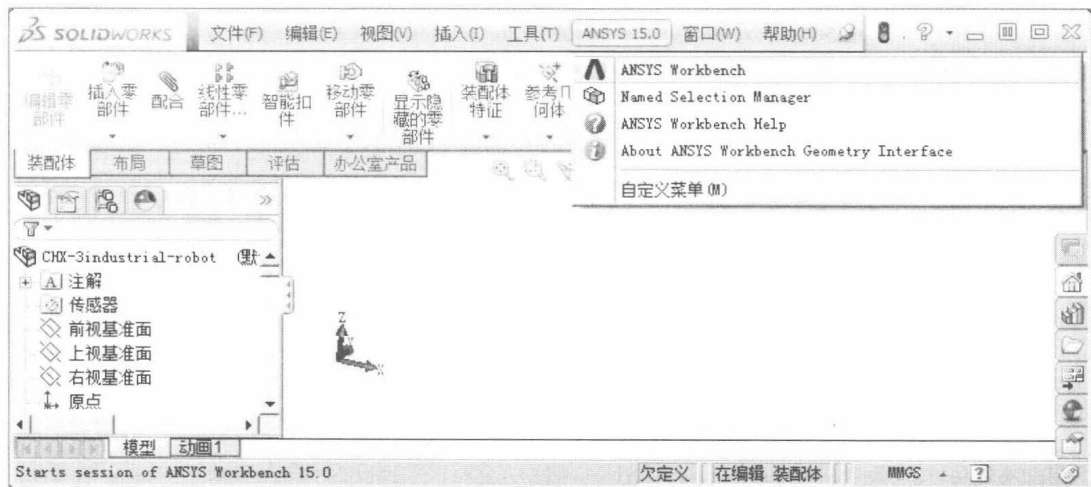 SOLIDWORKS 文件(F) 编辑(E) 视图(V) 插入(I) 工具(T) ANSYS 15.0 窗口(W) 帮助(H)
编辑零部件
插入零部件
配合
线性零部件...
智能扣件
移动零部件
显示隐藏的零部件
装配体特征
参考几何体
ANSYS Workbench
Named Selection Manager
ANSYS Workbench Help
About ANSYS Workbench Geometry Interface
自定义菜单(M)
装配体 布局 草图 评估 办公室产品
CHX-3industrial-robot (默
A 注解
传感器
前视基准面
上视基准面
右视基准面
原点
Z
Y
X
模型 动画1
Starts session of ANSYS Workbench 15.0 欠定义 在编辑 装配体 MMGS ?